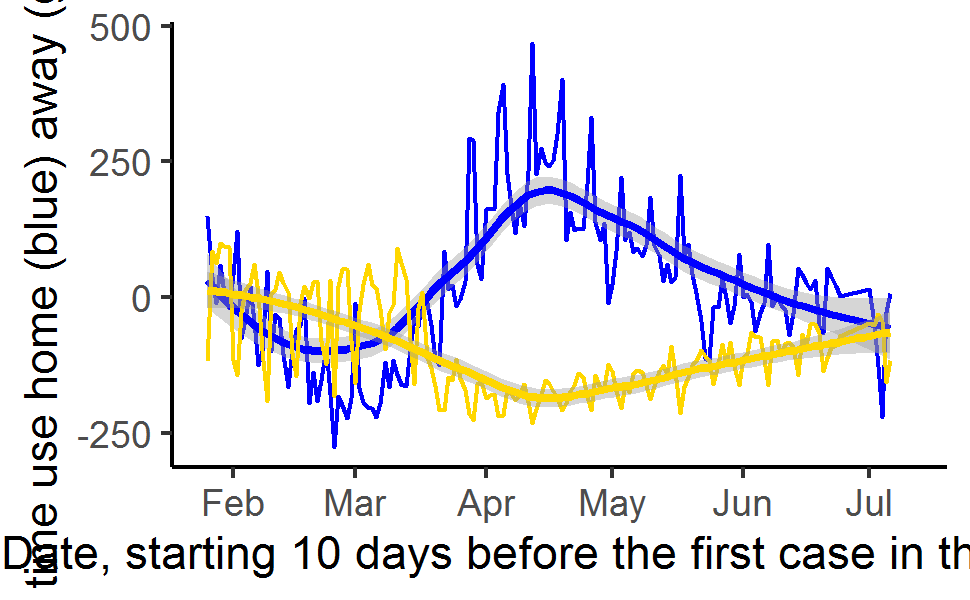 time use home (blue) away (
500
250
0
-250
Feb Mar Apr May Jun Jul
Date, starting 10 days before the first case in th